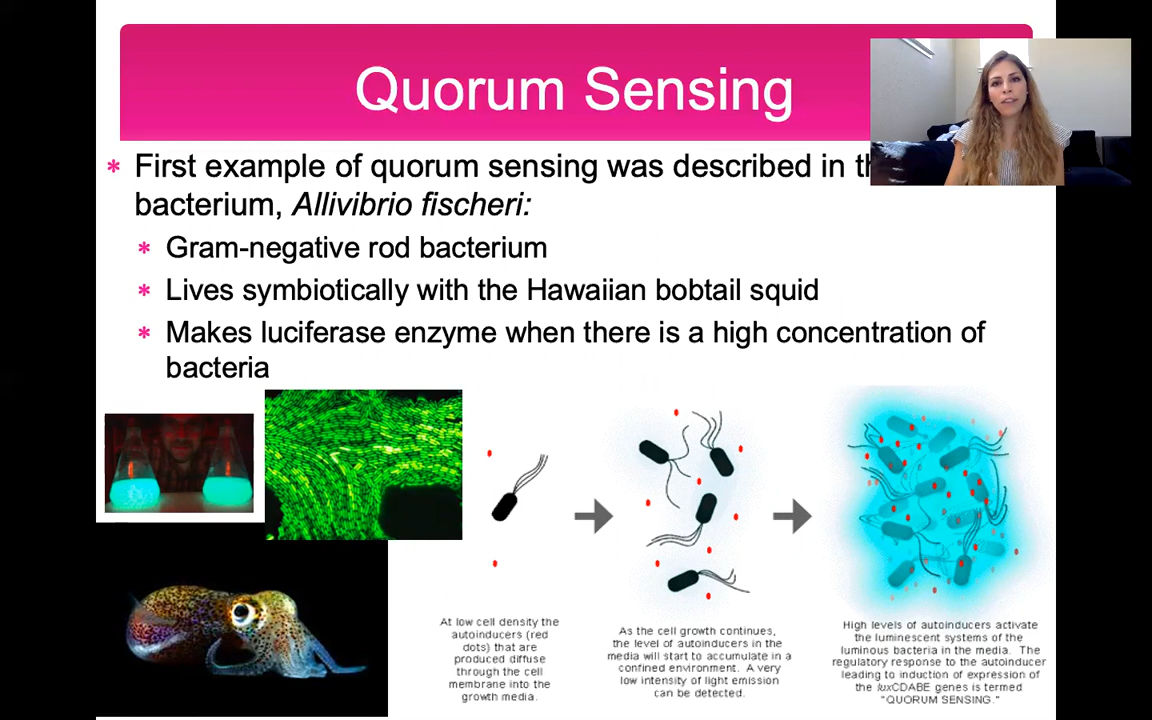 Quorum Sensing
* First example of quorum sensing was described in
bacterium, Allivibrio fischeri:
* Gram-negative rod bacterium
* Lives symbiotically with the Hawaiian bobtail squid
* Makes luciferase enzyme when there is a high concentration of
bacteria
At low cell density the
autoinducers (red
dots) that are
produced diffuse
through the cell
membrane into the
growth media.
As the cell growth continues,
the level of autoinducers in the
media will start to accumulate in a
confined environment. A very
low intensity of light emission
can be detected.
High levels of autoinducers activate
the luminescent systems of the
luminous bacteria in the media. The
regulatory response to the autoinducer
leading to induction of expression of
the luxCDABE genes is termed
"QUORUM SENSING."